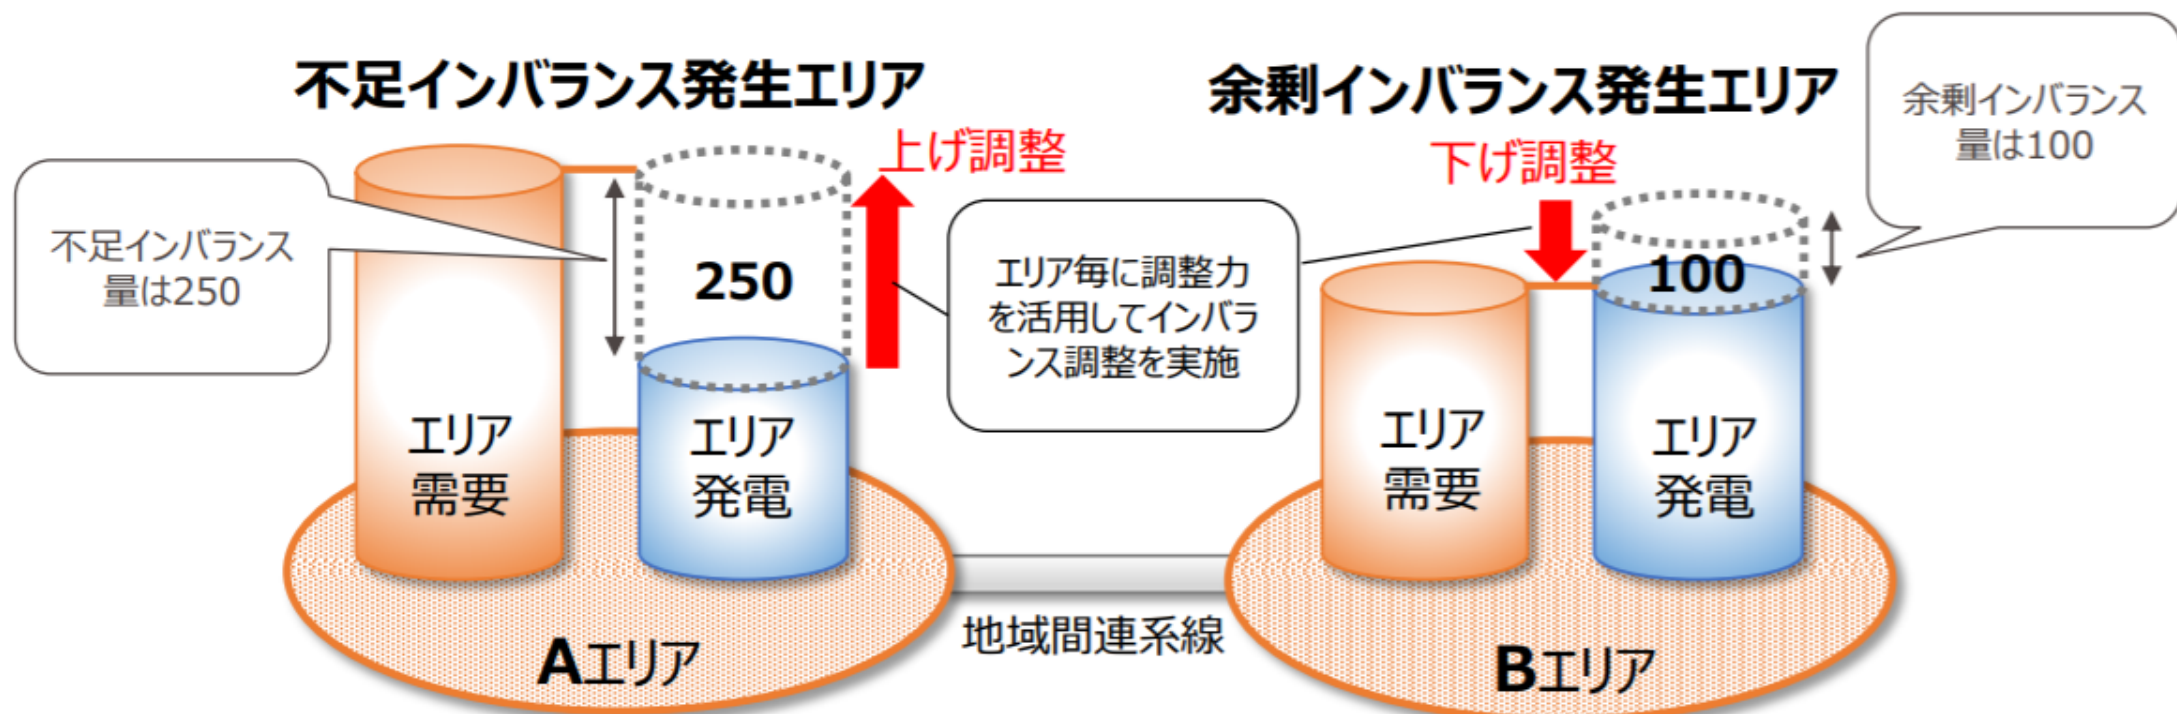 不足インバランス発生エリア
余剰インバランス発生エリア
余剰インバランス
量は100
上げ調整
下げ調整
不足インバランス
量は250
250
エリア毎に調整力
を活用してインバラ
ンス調整を実施
100
エリア
需要
エリア
発電
エリア
需要
エリア
発電
地域間連系線
Aエリア
Bエリア